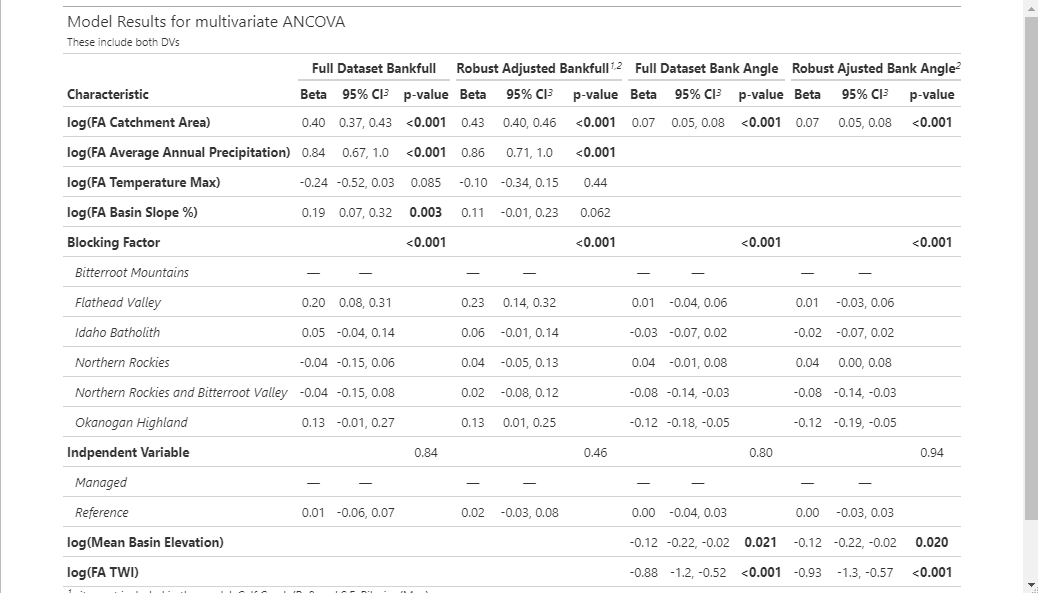 Model Results for multivariate ANCOVA
These include both DVs
Full Dataset Bankfull Robust Adjusted Bankfull1,2 Full Dataset Bank Angle Robust Ajusted Bank Angle2
Characteristic Beta 95% CI3 p-value Beta 95% CI3 p-value Beta 95% CI3 p-value Beta 95% CI3 p-value
log(FA Catchment Area) 0.40 0.37, 0.43 <0.001 0.43 0.40, 0.46 <0.001 0.07 0.05, 0.08 <0.001 0.07 0.05, 0.08 <0.001
log(FA Average Annual Precipitation) 0.84 0.67, 1.0 <0.001 0.86 0.71, 1.0 <0.001
log(FA Temperature Max) -0.24 -0.52, 0.03 0.085 -0.10 -0.34, 0.15 0.44
log(FA Basin Slope %) 0.19 0.07, 0.32 0.003 0.11 -0.01, 0.23 0.062
Blocking Factor <0.001 <0.001 <0.001 <0.001
Bitterroot Mountains — — — — — — — —
Flathead Valley 0.20 0.08, 0.31 0.23 0.14, 0.32 0.01 -0.04, 0.06 0.01 -0.03, 0.06
Idaho Batholith 0.05 -0.04, 0.14 0.06 -0.01, 0.14 -0.03 -0.07, 0.02 -0.02 -0.07, 0.02
Northern Rockies -0.04 -0.15, 0.06 0.04 -0.05, 0.13 0.04 -0.01, 0.08 0.04 0.00, 0.08
Northern Rockies and Bitterroot Valley -0.04 -0.15, 0.08 0.02 -0.08, 0.12 -0.08 -0.14, -0.03 -0.08 -0.14, -0.03
Okanogan Highland 0.13 -0.01, 0.27 0.13 0.01, 0.25 -0.12 -0.18, -0.05 -0.12 -0.19, -0.05
Indpendent Variable 0.84 0.46 0.80 0.94
Managed — — — — — — — —
Reference 0.01 -0.06, 0.07 0.02 -0.03, 0.08 0.00 -0.04, 0.03 0.00 -0.03, 0.03
log(Mean Basin Elevation) -0.12 -0.22, -0.02 0.021 -0.12 -0.22, -0.02 0.020
log(FA TWI) -0.88 -1.2, -0.52 <0.001 -0.93 -1.3, -0.57 <0.001